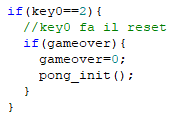 if(key0==2){
//key0 fa il reset
if(gameover){
gameover=0;
pong_init();
}
}